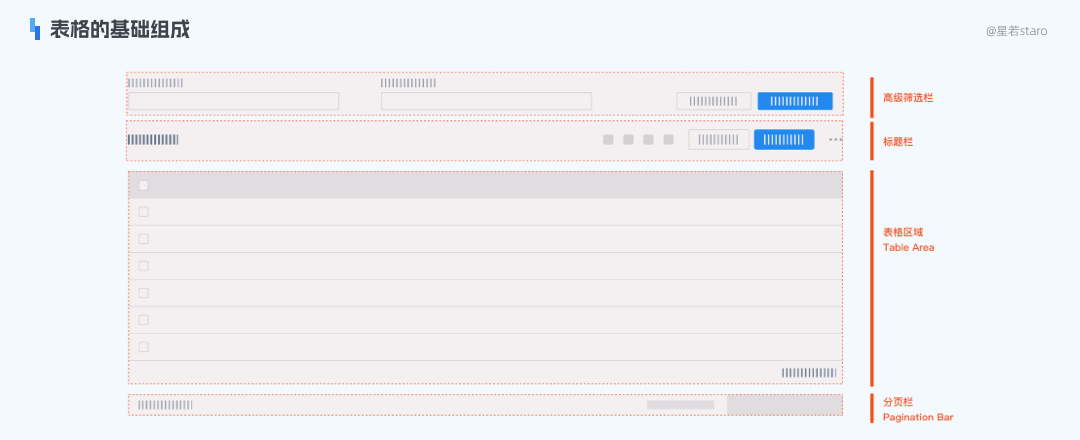 表格的基础组成
@星若staro
高级筛选栏
标题栏
表格区域
Table Area
分页栏
Pagination Bar